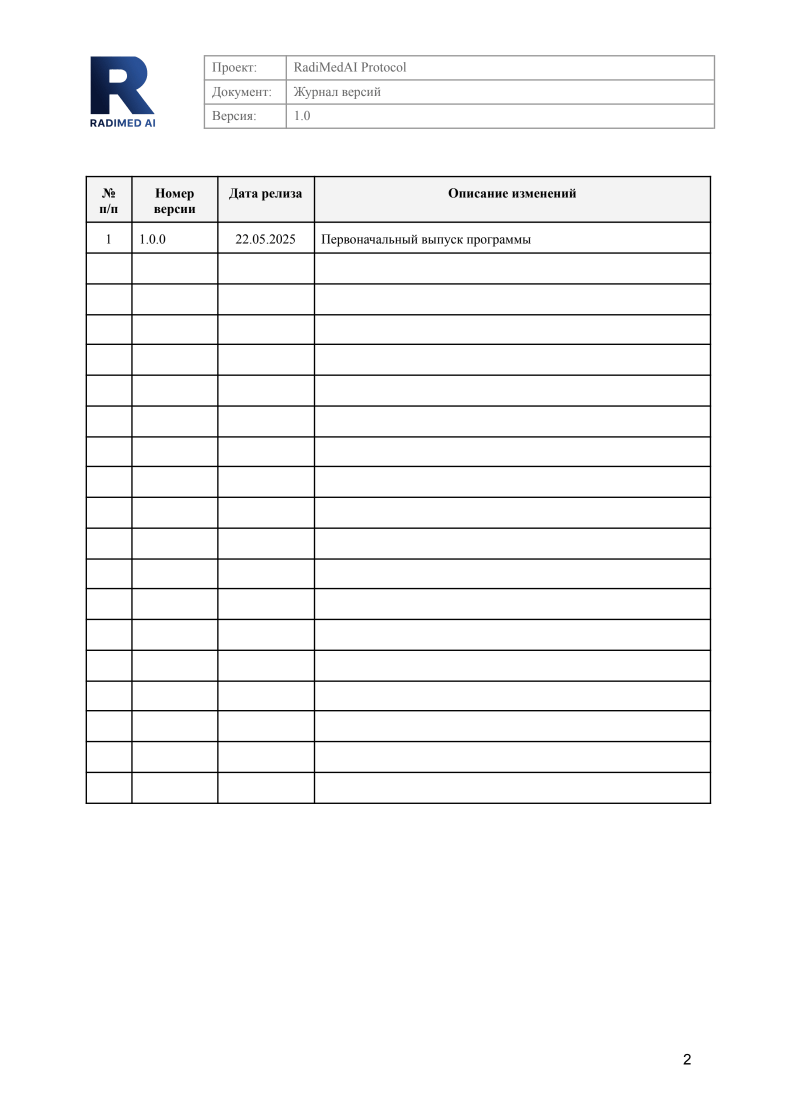 RADIMED AI
Проект: RadiMedAI Protocol
Документ: Журнал версий
Версия: 1.0
№ п/п Номер версии Дата релиза Описание изменений
1 1.0.0 22.05.2025 Первоначальный выпуск программы
2